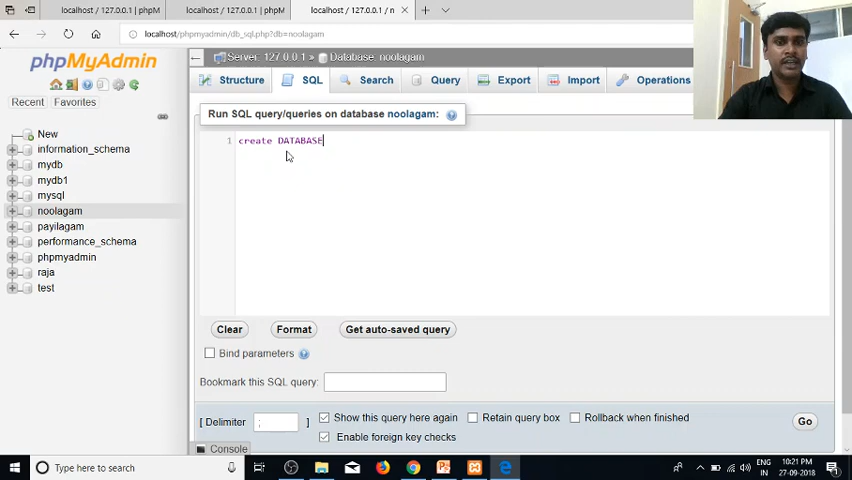 localhost / 127.0.0.1 | phpM
localhost / 127.0.0.1 | phpM
localhost / 127.0.0.1 / n
localhost/phpmyadmin/db_sql.php?db=noolagam
phpMyAdmin
Recent Favorites
New
information_schema
mydb
mydb1
mysql
noolagam
payilagam
performance_schema
phpmyadmin
raja
test
Server: 127.0.0.1 » Database: noolagam
Structure SQL Search Query Export Import Operations
Run SQL query/queries on database noolagam:
1 create DATABASE
Clear Format Get auto-saved query
Bind parameters
Bookmark this SQL query:
[ Delimiter ; ] Show this query here again Retain query box Rollback when finished Go
Enable foreign key checks
Console
Type here to search
ENG 10:21 PM
IN 27-09-2018